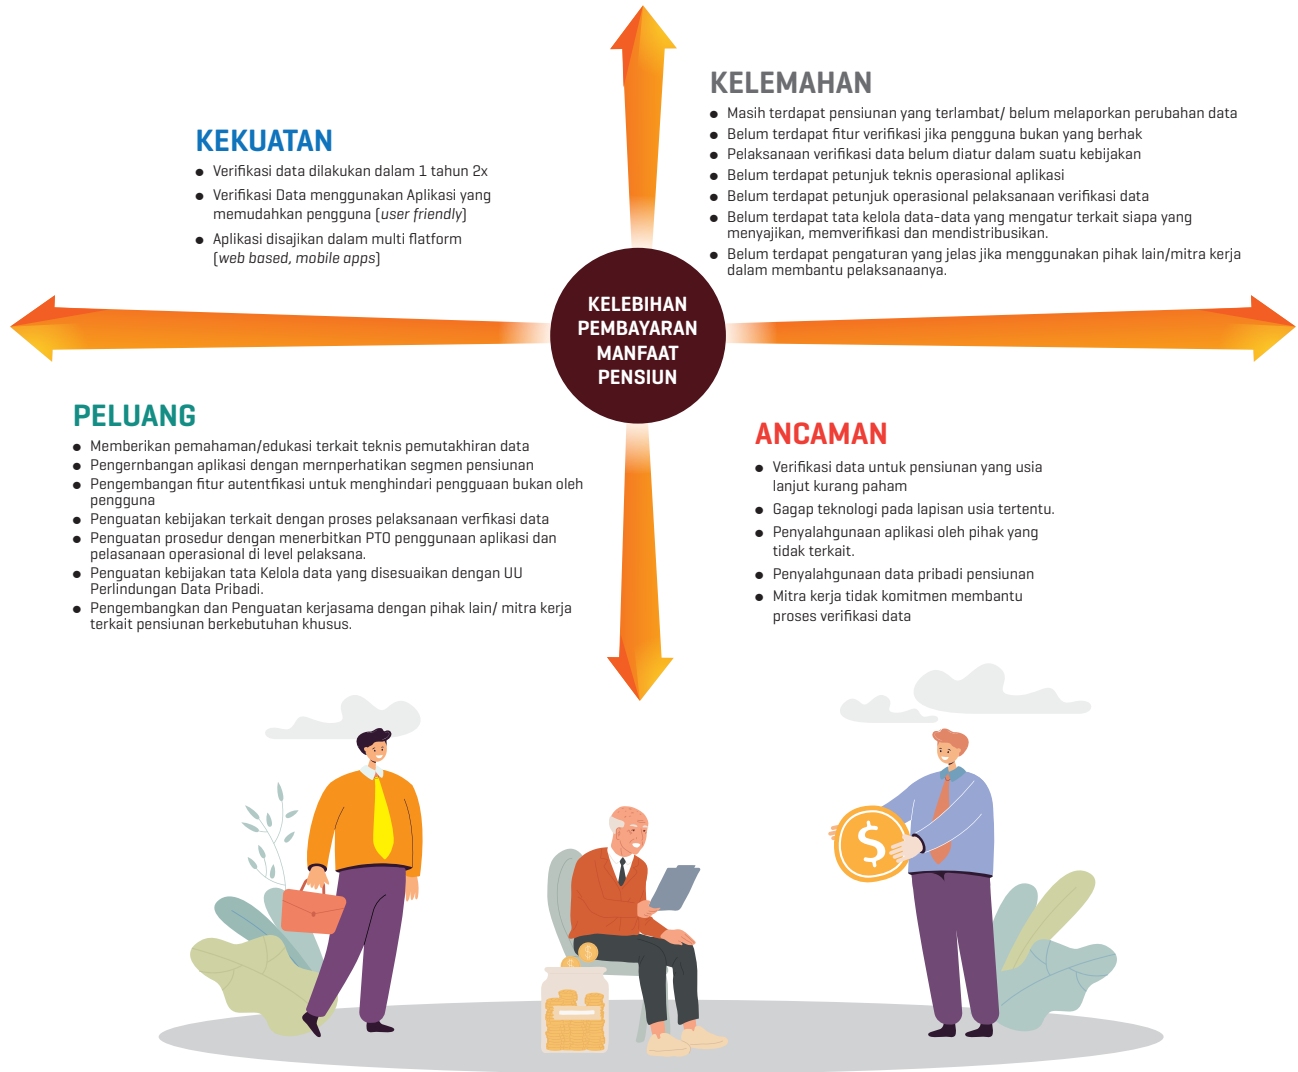 KEKUATAN
● Verifikasi data dilakukan dalam 1 tahun 2x
● Verifikasi Data menggunakan Aplikasi yang
memudahkan pengguna (user friendly)
● Aplikasi disajikan dalam multi flatform
(web based, mobile apps)
KELEMAHAN
● Masih terdapat pensiunan yang terlambat/ belum melaporkan perubahan data
● Belum terdapat fitur verifikasi jika pengguna bukan yang berhak
● Pelaksanaan verifikasi data belum diatur dalam suatu kebijakan
● Belum terdapat petunjuk teknis operasional aplikasi
● Belum terdapat petunjuk operasional pelaksanaan verifikasi data
● Belum terdapat tata kelola data-data yang mengatur terkait siapa yang
menyajikan, memverifikasi dan mendistribusikan.
● Belum terdapat pengaturan yang jelas jika menggunakan pihak lain/mitra kerja
dalam membantu pelaksanaanya.
KELEBIHAN
PEMBAYARAN
MANFAAT
PENSIUN
PELUANG
● Memberikan pemahaman/edukasi terkait teknis pemutakhiran data
● Pengernbangan aplikasi dengan mernperhatikan segmen pensiunan
● Pengembangan fitur autentfikasi untuk menghindari pengguaan bukan oleh
pengguna
● Penguatan kebijakan terkait dengan proses pelaksanaan verfikasi data
● Penguatan prosedur dengan menerbitkan PTO penggunaan aplikasi dan
pelasanaan operasional di level pelaksana.
● Penguatan kebijakan tata Kelola data yang disesuaikan dengan UU
Perlindungan Data Pribadi.
● Pengembangkan dan Penguatan kerjasama dengan pihak lain/ mitra kerja
terkait pensiunan berkebutuhan khusus.
ANCAMAN
● Verifikasi data untuk pensiunan yang usia
lanjut kurang paham
● Gagap teknologi pada lapisan usia tertentu.
● Penyalahgunaan aplikasi oleh pihak yang
tidak terkait.
● Penyalahgunaan data pribadi pensiunan
● Mitra kerja tidak komitmen membantu
proses verifikasi data
$
$
$